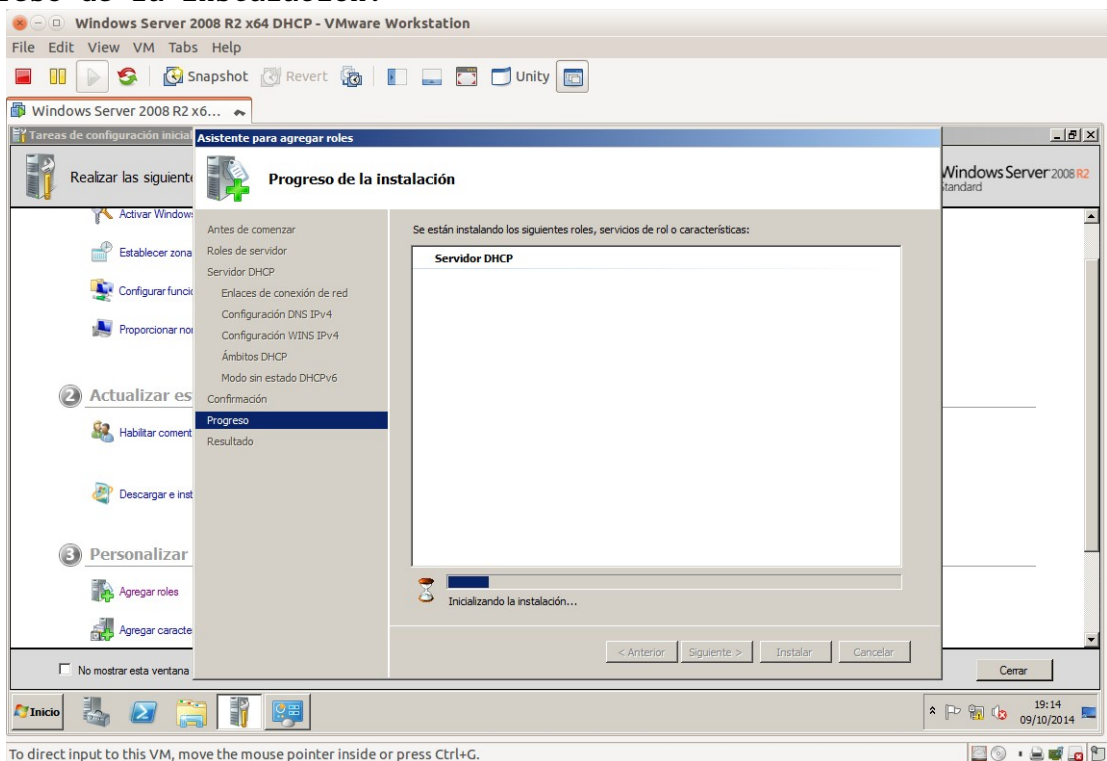 Windows Server 2008 R2 x64 DHCP - VMware Workstation
File Edit View VM Tabs Help
Snapshot Revert Unity
Windows Server 2008 R2 x6...
Tareas de configuración inicial
Asistente para agregar roles
Realizar las siguiente
Progreso de la instalación
Windows Server 2008 R2
Standard
Activar Window
Establecer zona
Configurar funcio
Proporcionar no
2 Actualizar es
Habilitar coment
Descargar e inst
3 Personalizar
Agregar roles
Agregar caracte
No mostrar esta ventana
Antes de comenzar
Roles de servidor
Servidor DHCP
Enlaces de conexión de red
Configuración DNS IPv4
Configuración WINS IPv4
Ámbitos DHCP
Modo sin estado DHCPv6
Confirmación
Progreso
Resultado
Se están instalando los siguientes roles, servicios de rol o características:
Servidor DHCP
Inicializando la instalación...
< Anterior Siguiente > Instalar Cancelar
Cerrar
Inicio
19:14
09/10/2014
To direct input to this VM, move the mouse pointer inside or press Ctrl+G.